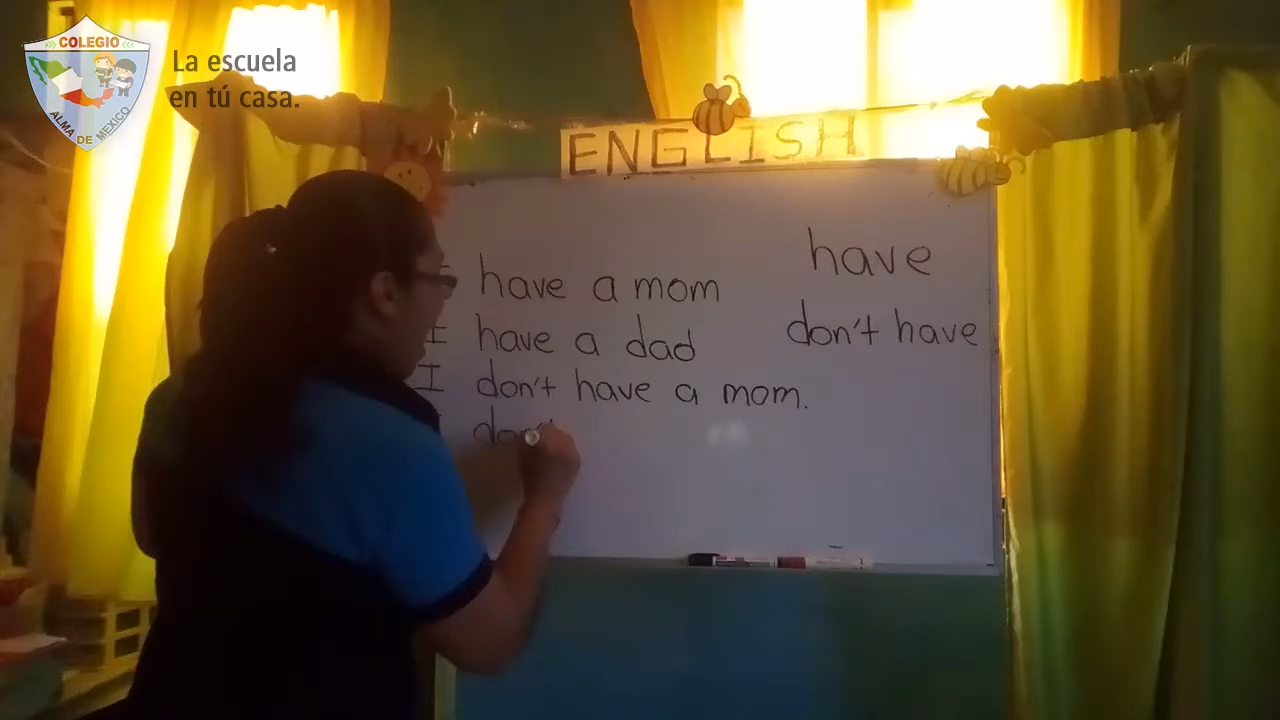 COLEGIO
ALMA DE MEXICO
La escuela
en tú casa.
ENGLISH
have a mom
I have a dad
I don't have a mom.
don't
have
don't have